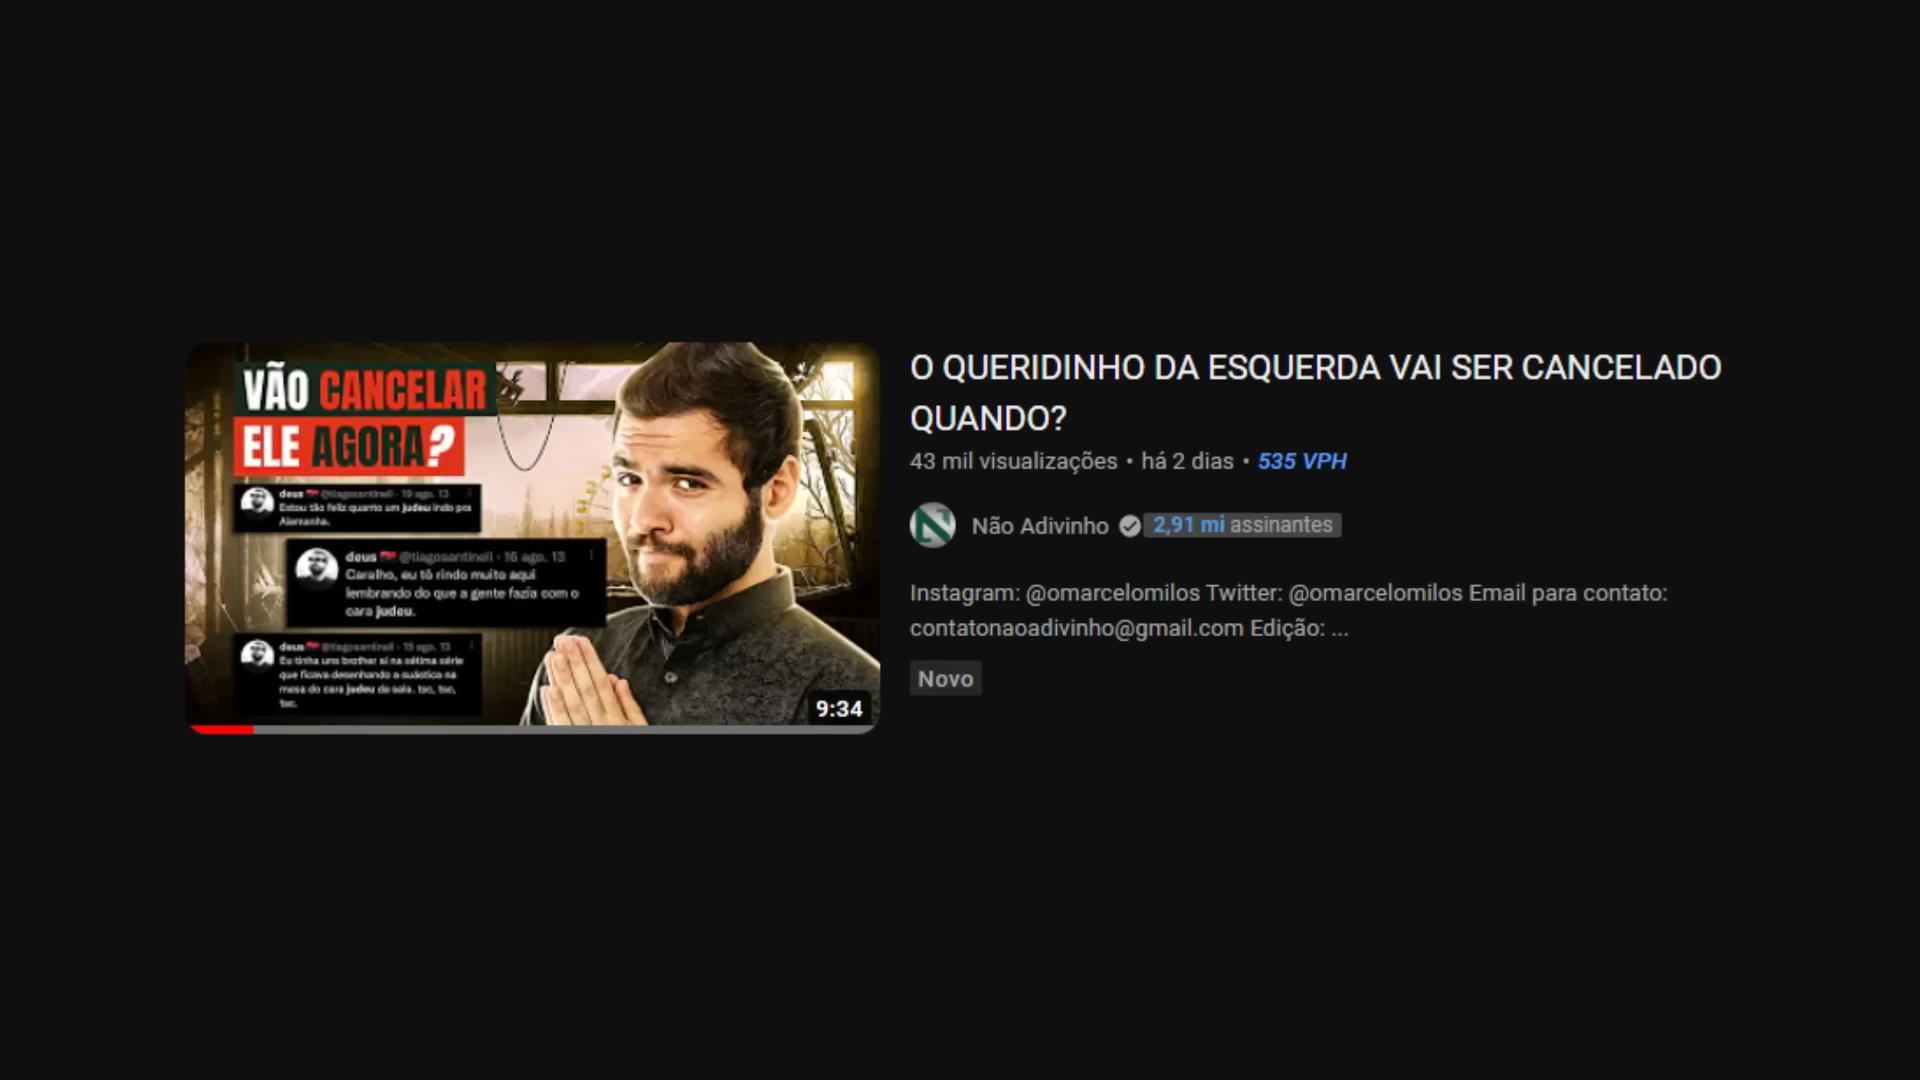 VÃO CANCELAR
ELE AGORA?
deus @tiagosantineli · 19 ago. 13
Estou tão feliz quanto um judeu indo pra
Alemanha.
deus @tiagosantineli · 16 ago. 13
Caralho, eu tô rindo muito aqui
lembrando do que a gente fazia com o
cara judeu.
deus @tiagosantineli · 15 ago. 13
Eu tinha uns brother aí na sétima série
que ficava desenhando a suástica na
mesa do cara judeu da sala. tsc, tsc,
tsc.
9:34
O QUERIDINHO DA ESQUERDA VAI SER CANCELADO
QUANDO?
43 mil visualizações • há 2 dias • 535 VPH
Não Adivinho 2,91 mi assinantes
Instagram: @omarcelomilos Twitter: @omarcelomilos Email para contato:
contatonaoadivinho@gmail.com Edição: ...
Novo